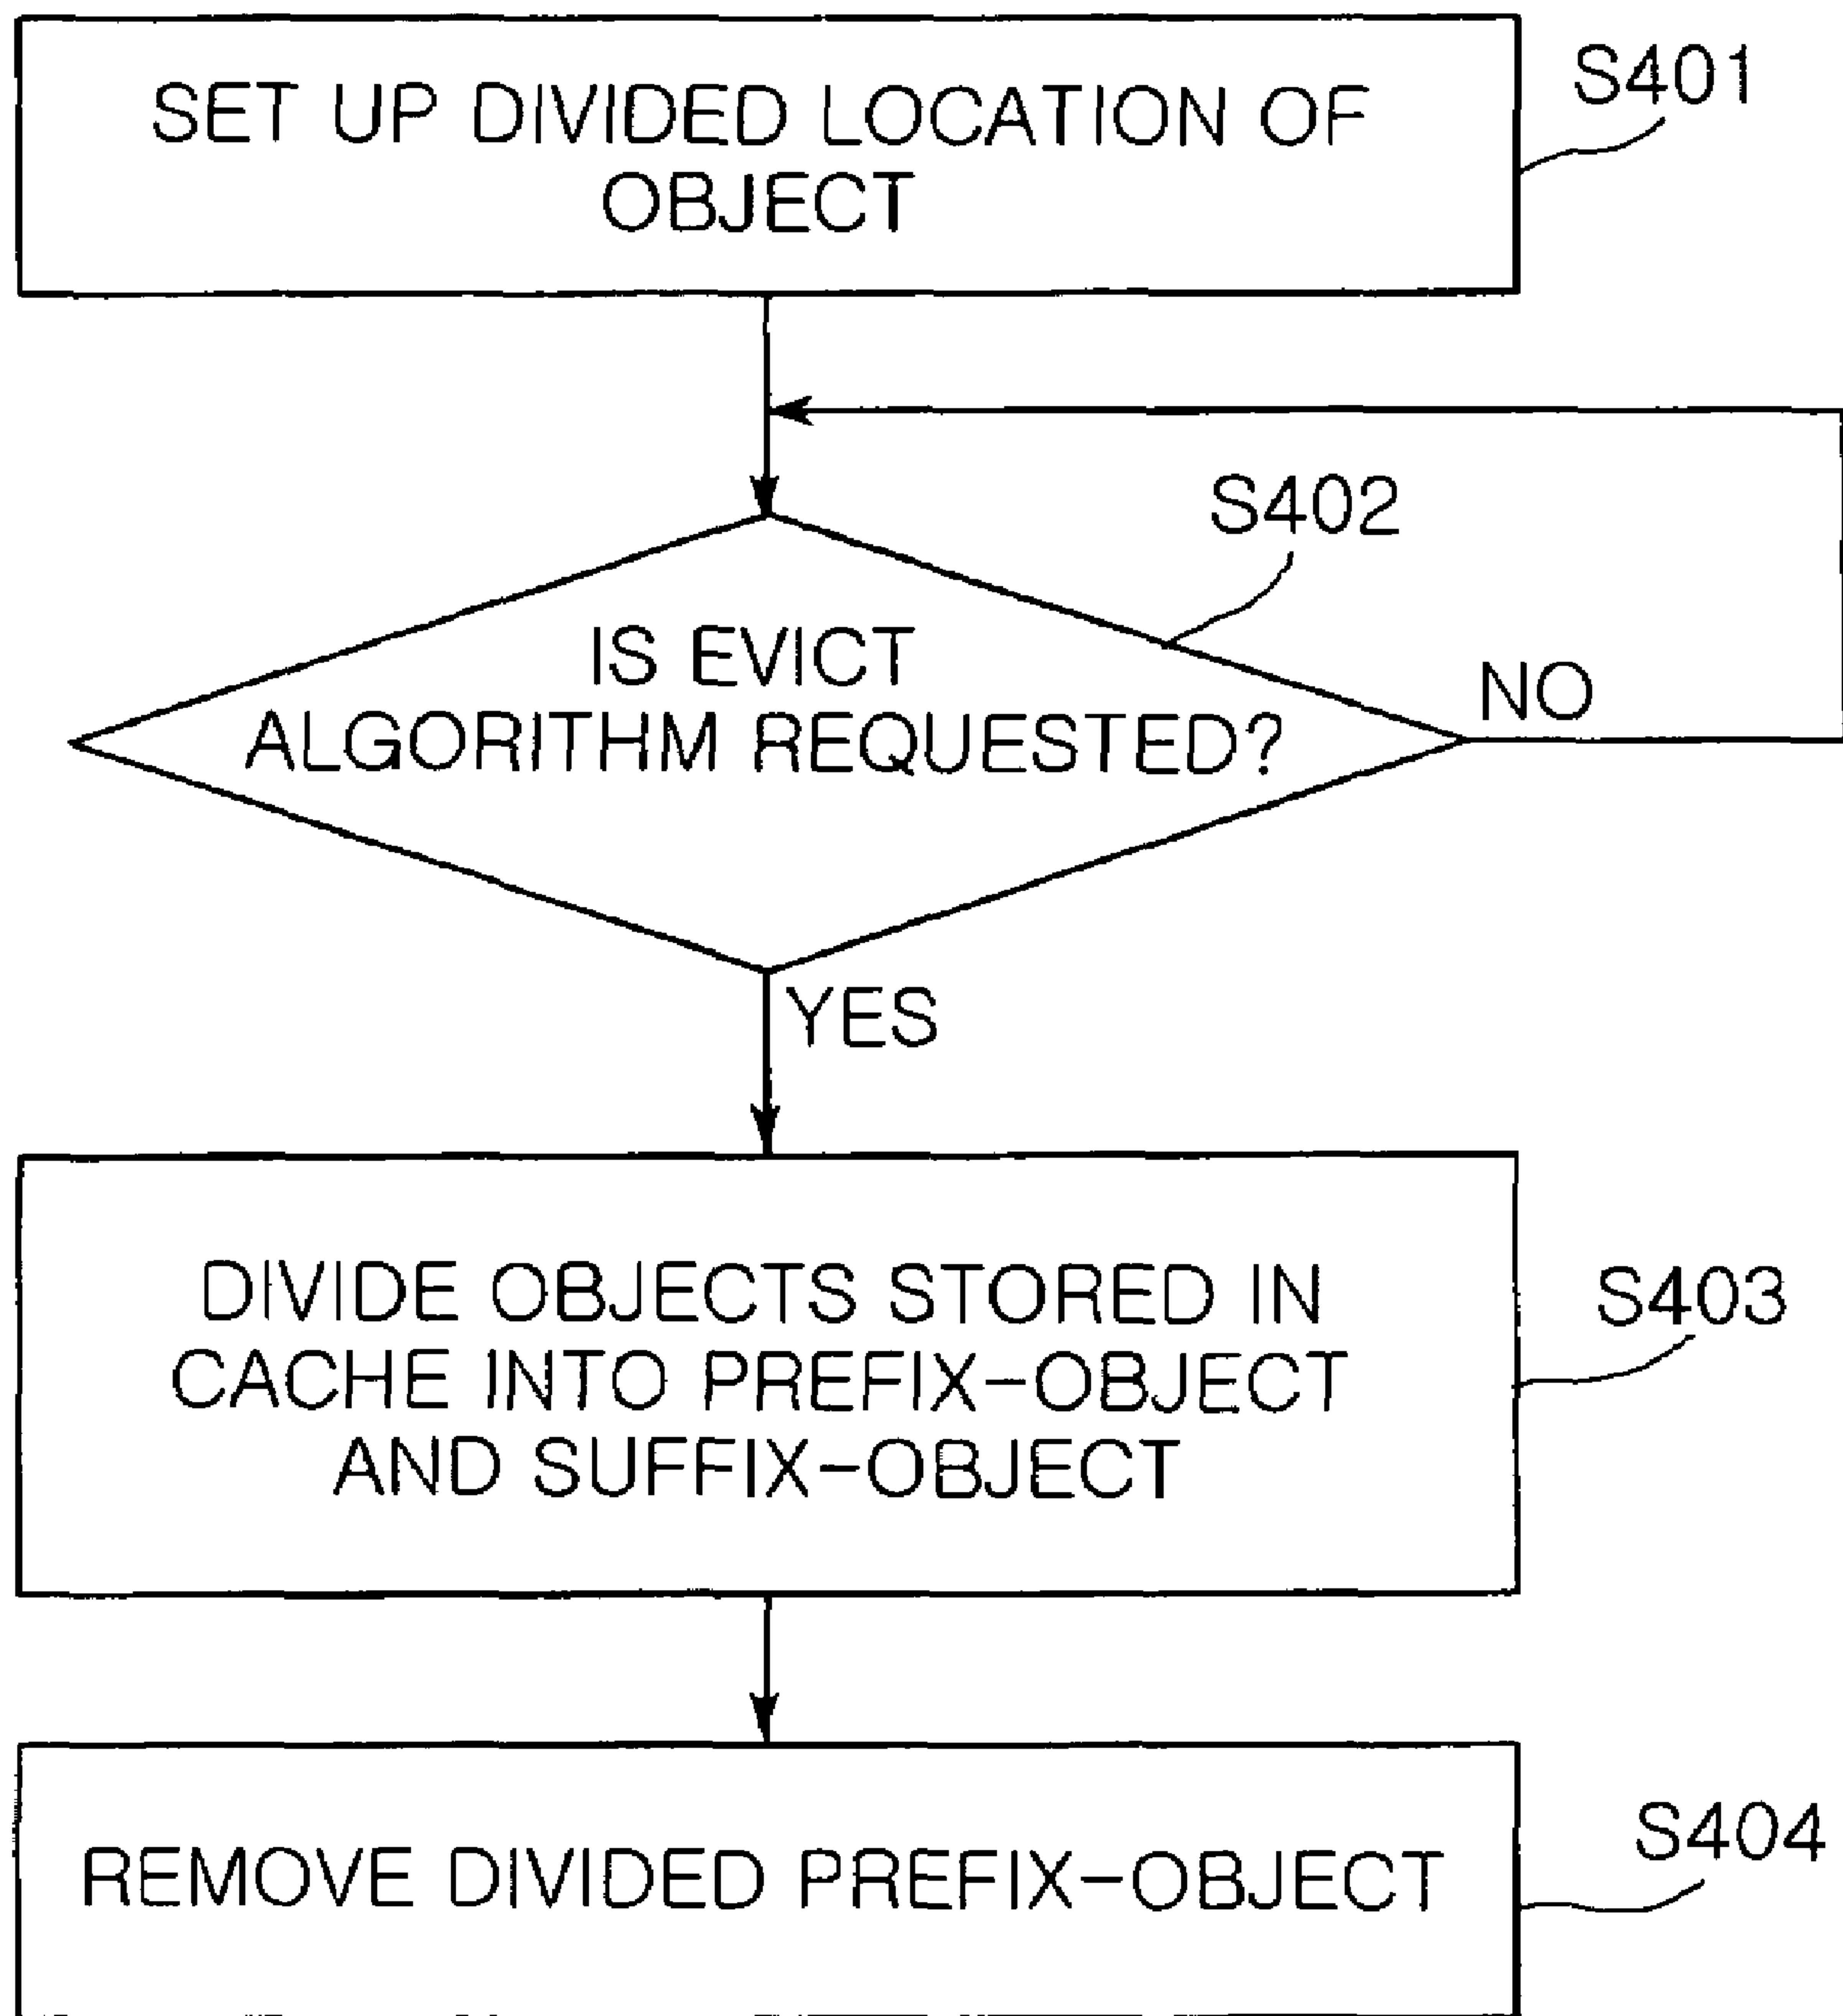 SET UP DIVIDED LOCATION OF
OBJECT
S401
S402
IS EVICT
ALGORITHM REQUESTED?
NO
YES
DIVIDE OBJECTS STORED IN
CACHE INTO PREFIX-OBJECT
AND SUFFIX-OBJECT
S403
REMOVE DIVIDED PREFIX-OBJECT
S404